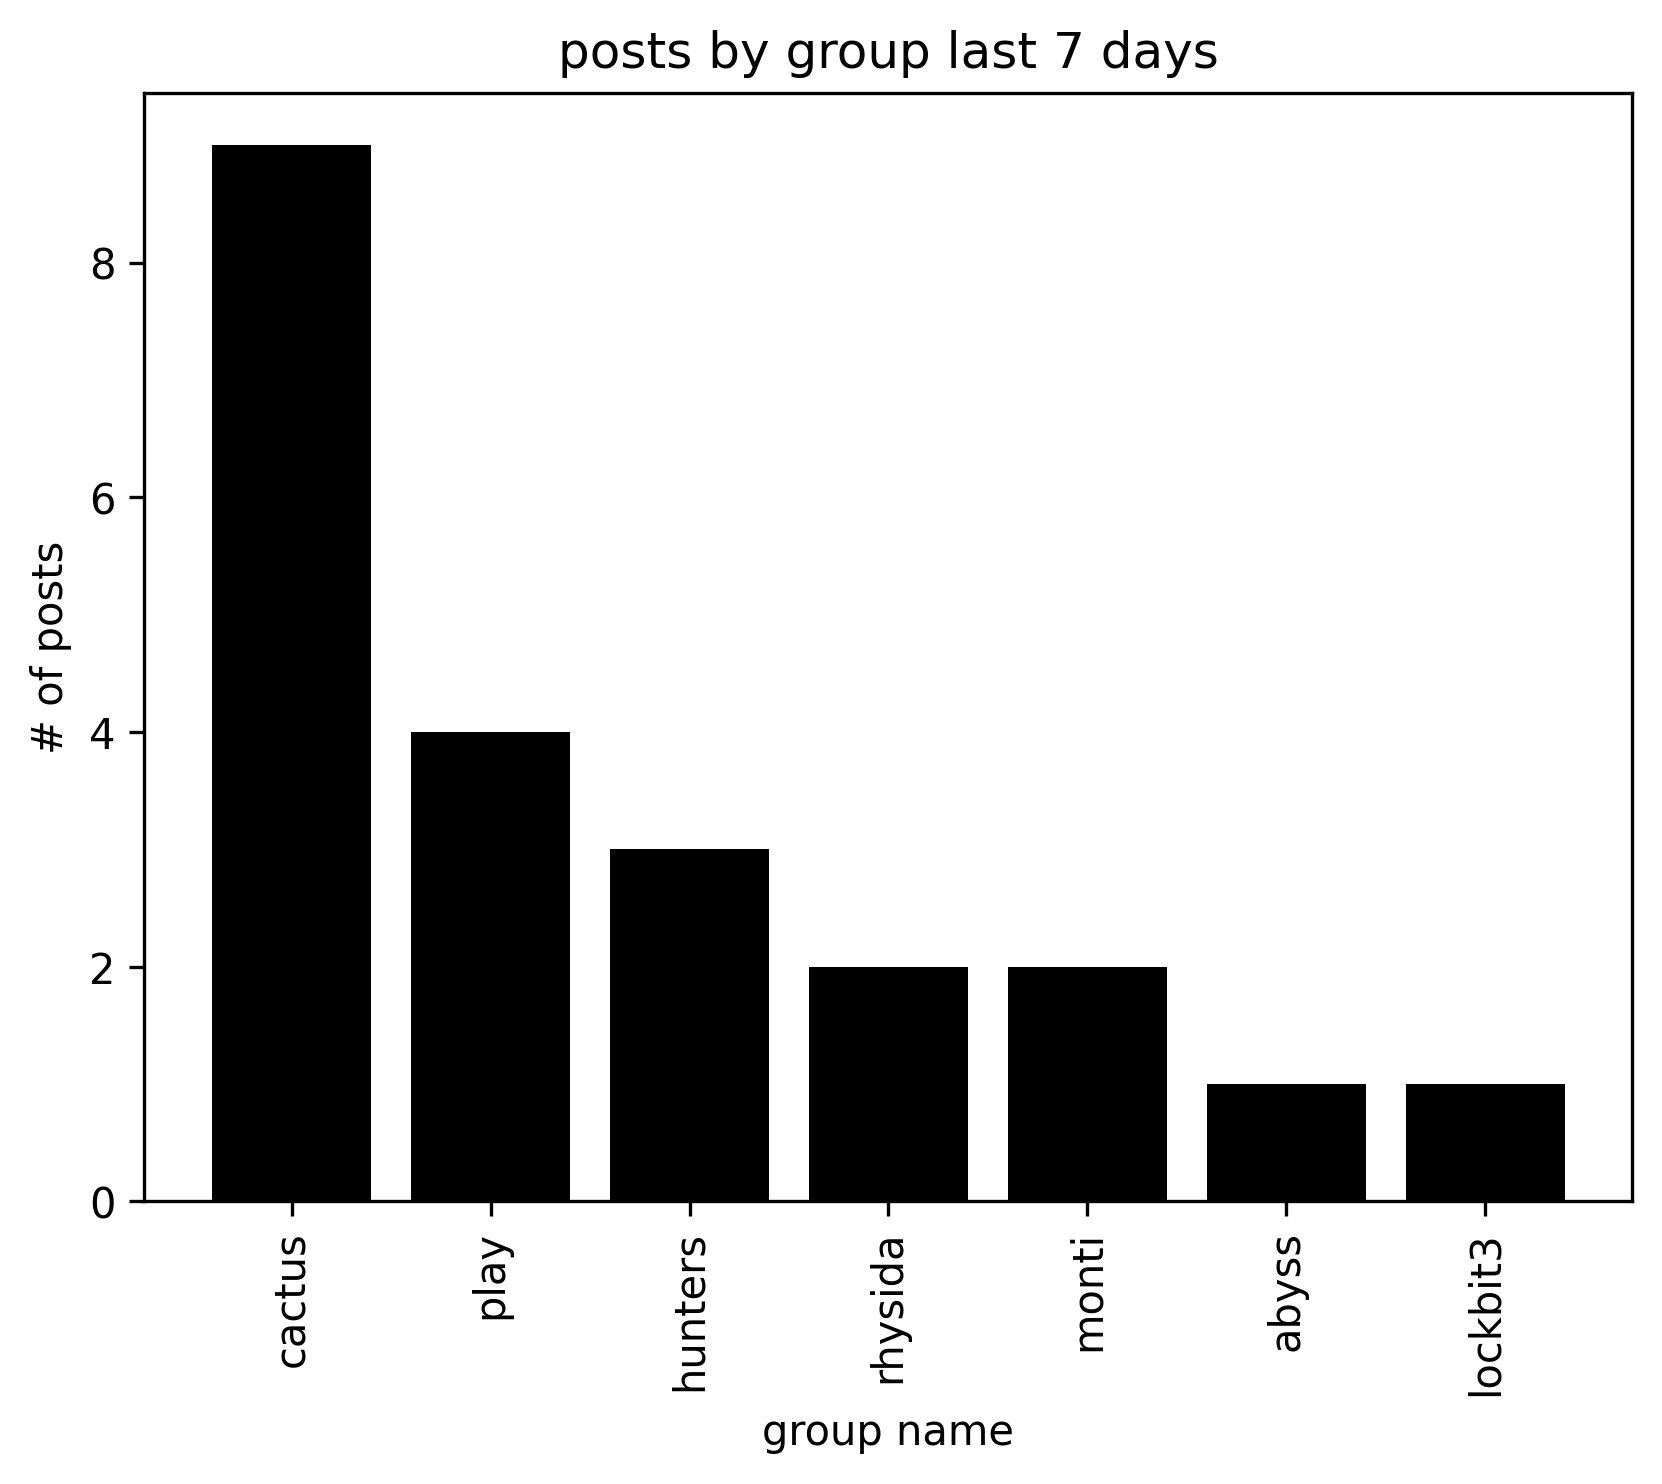 posts by group last 7 days
# of posts
8
6
4
2
0
cactus
play
hunters
rhysida
monti
abyss
lockbit3
group name